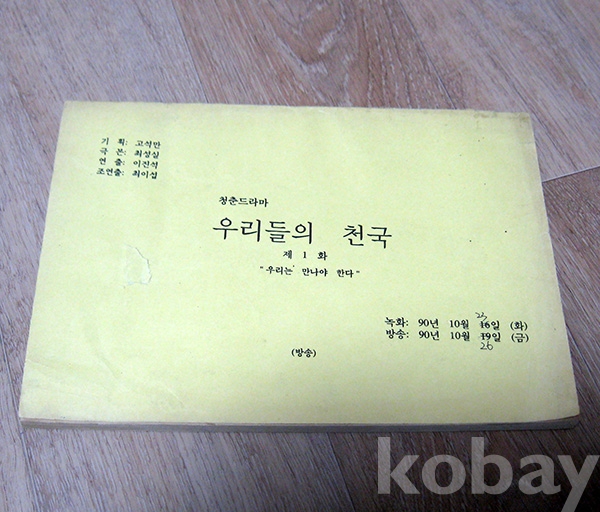 기 획: 고석만
극 본: 최성실
연 출: 이진석
조연출: 최이섭
청춘드라마
우리들의 천국
제 1 화
"우리는 만나야 한다"
23
녹화: 90년 10월 16일 (화)
방송: 90년 10월 19일 (금)
26
(방송)
kobay